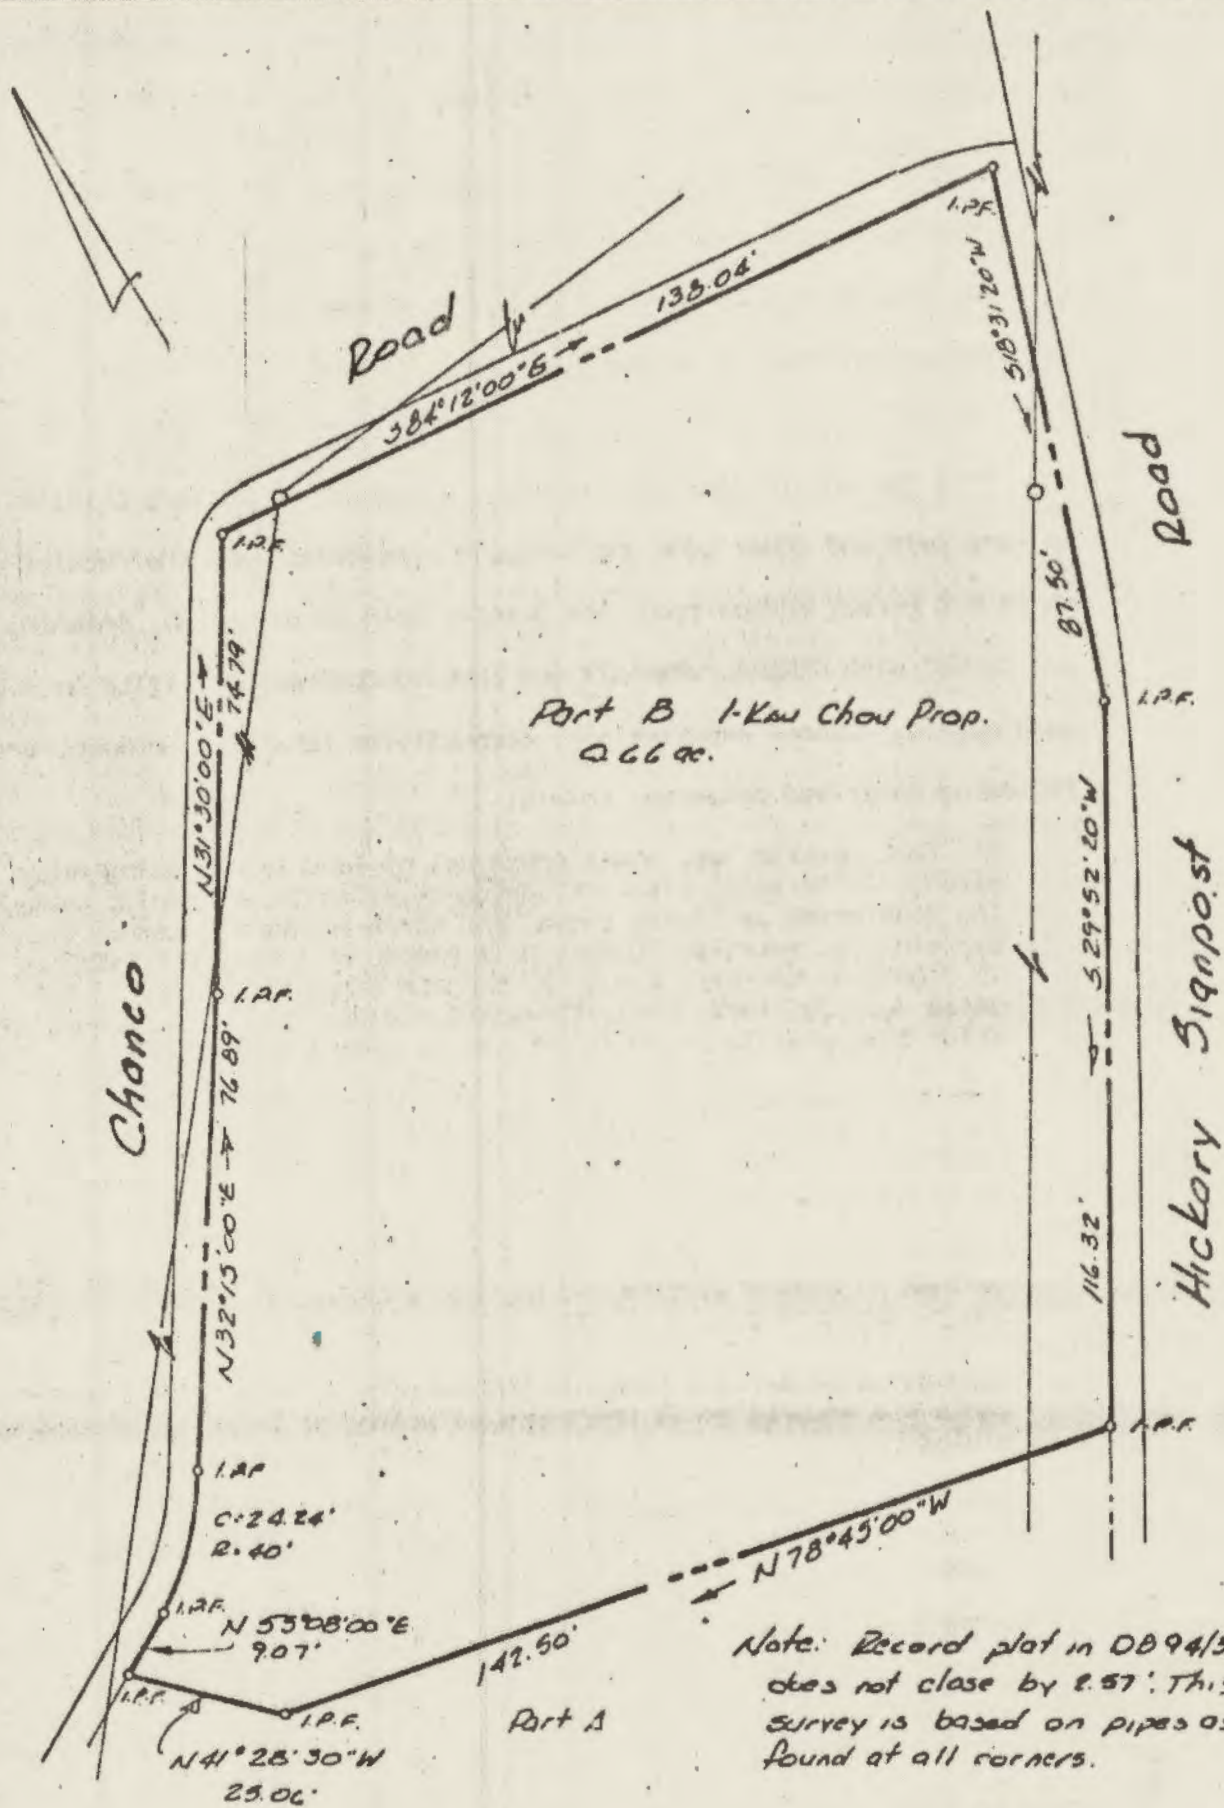 Road
138.04'
I.P.F.
S84°12'00"E
S18°31'20"W
I.P.F.
Road
87.50'
74.79'
N31°30'00"E
Part B I-Kau Chou Prop.
0.66 ac.
I.P.F.
S.29°52'20"W
Signpost
Chanco
I.P.F.
76.89'
N32°15'00"E
116.32'
Hickory
I.P.F.
I.P.F.
C=24.24'
R=40'
N78°45'00"W
I.P.F.
N 55°08'00"E
9.07'
142.50'
I.P.F.
I.P.F.
Part A
N41°28'30"W
25.06'
Note: Record plat in DB94/5
does not close by 2.57'. This
survey is based on pipes as
found at all corners.